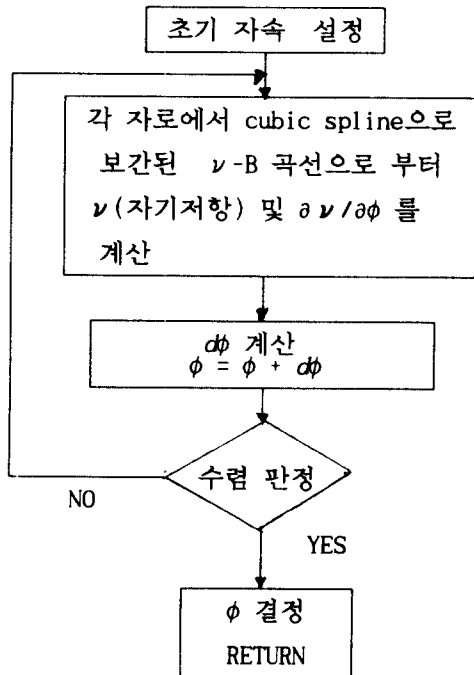 초기 자속 설정
각 자로에서 cubic spline으로
보간된 ν-B 곡선으로 부터
ν(자기저항) 및 ∂ν/∂ϕ 를
계산
dϕ 계산
ϕ = ϕ + dϕ
수렴 판정
NO
YES
ϕ 결정
RETURN